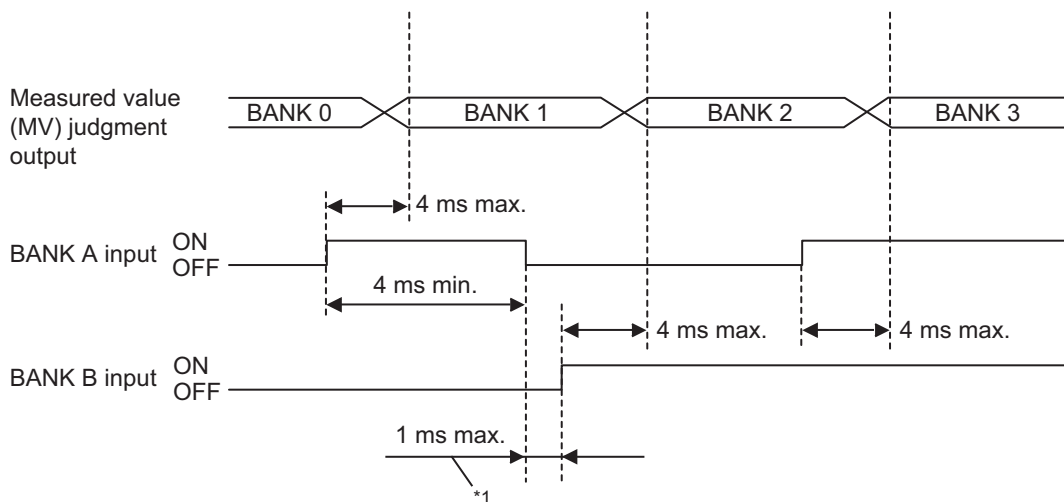 Measured value
(MV) judgment
output
BANK 0
BANK 1
BANK 2
BANK 3
4 ms max.
BANK A input
ON
OFF
4 ms min.
4 ms max.
4 ms max.
BANK B input
ON
OFF
1 ms max.
*1